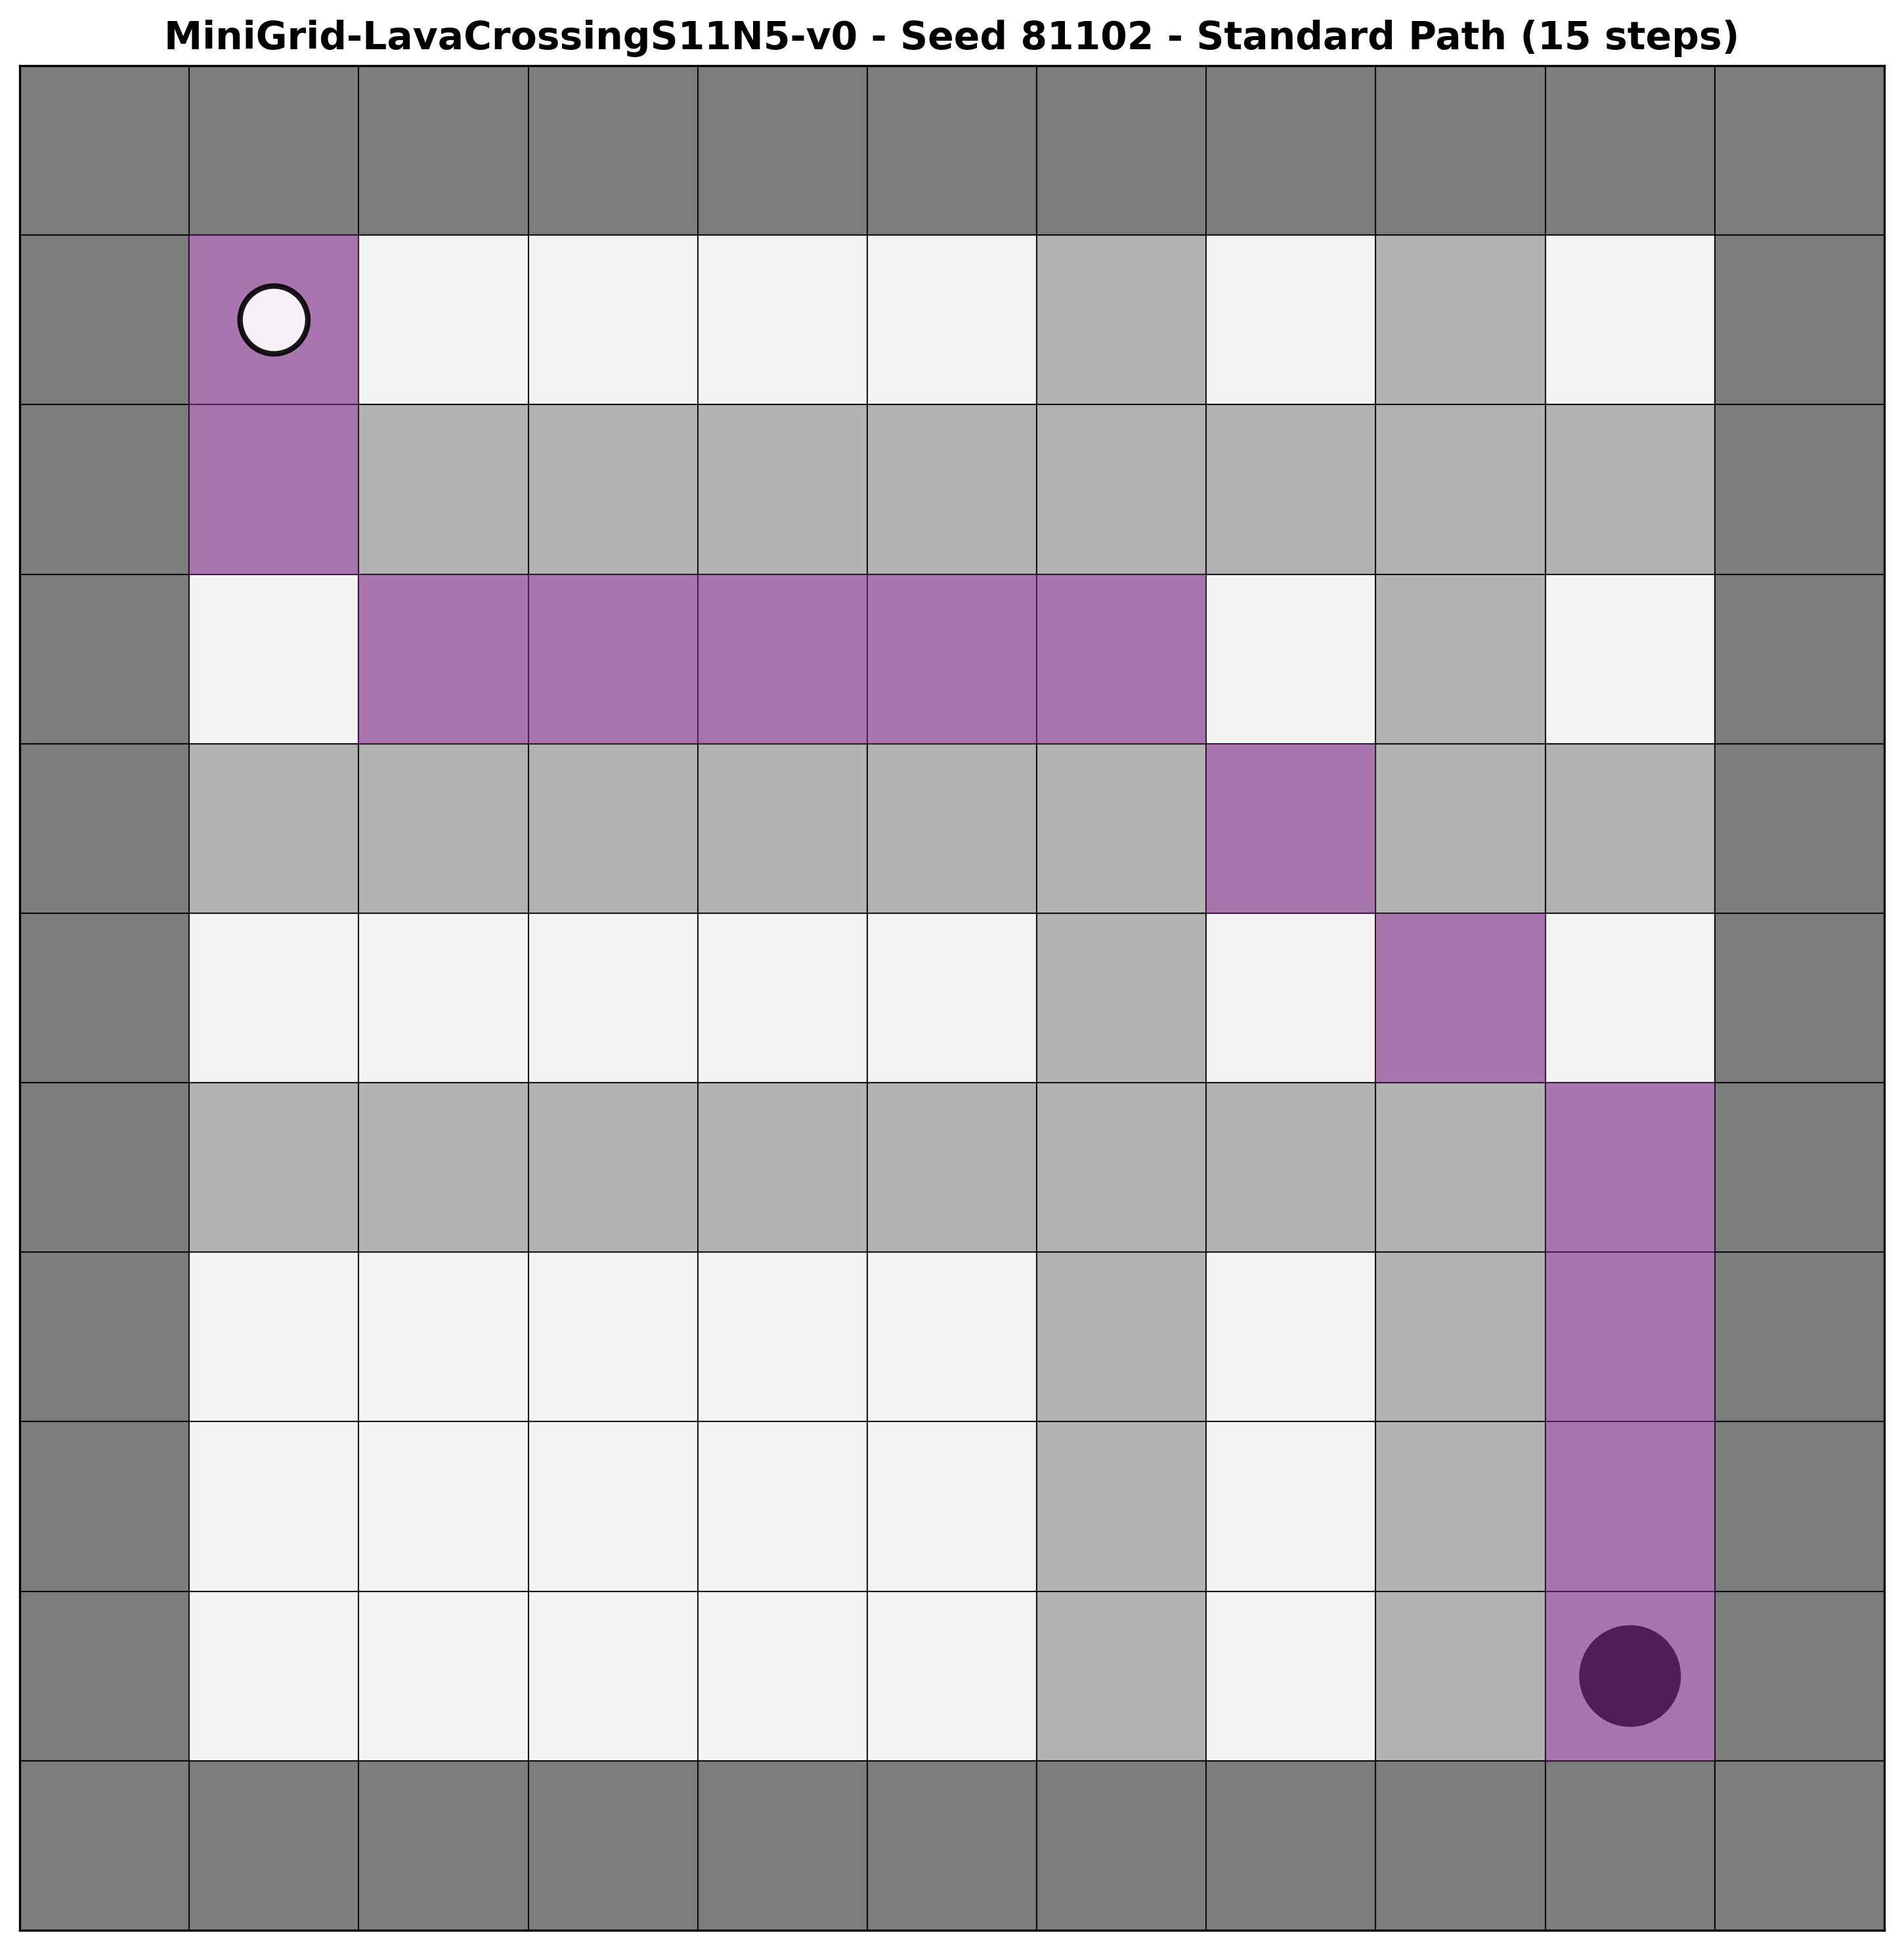 MiniGrid-LavaCrossingS11N5-v0 - Seed 81102 - Standard Path (15 steps)